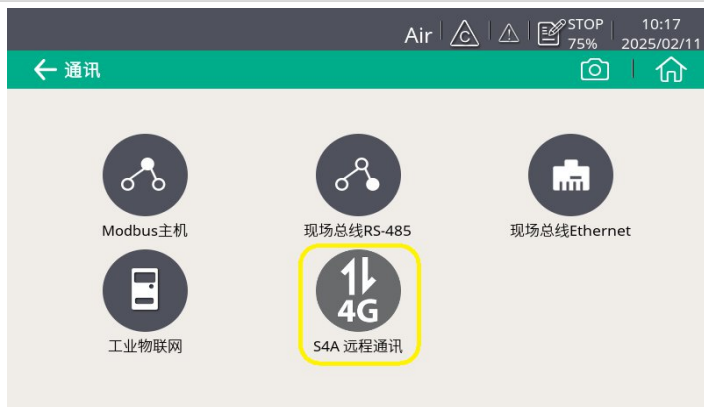 Air
C
STOP
75%
10:17
2025/02/11
通讯
Modbus主机
现场总线RS-485
现场总线Ethernet
工业物联网
4G
S4A 远程通讯